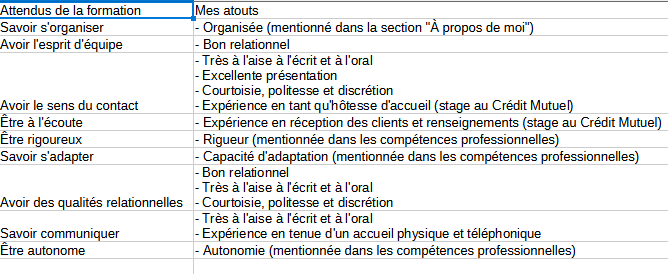 Attendus de la formation Mes atouts
Savoir s'organiser - Organisée (mentionné dans la section "À propos de moi")
Avoir l'esprit d'équipe - Bon relationnel
- Très à l'aise à l'écrit et à l'oral
- Excellente présentation
- Courtoisie, politesse et discrétion
Avoir le sens du contact - Expérience en tant qu'hôtesse d'accueil (stage au Crédit Mutuel)
Être à l'écoute - Expérience en réception des clients et renseignements (stage au Crédit Mutuel)
Être rigoureux - Rigueur (mentionnée dans les compétences professionnelles)
Savoir s'adapter - Capacité d'adaptation (mentionnée dans les compétences professionnelles)
- Bon relationnel
- Très à l'aise à l'écrit et à l'oral
Avoir des qualités relationnelles - Courtoisie, politesse et discrétion
- Très à l'aise à l'écrit et à l'oral
Savoir communiquer - Expérience en tenue d'un accueil physique et téléphonique
Être autonome - Autonomie (mentionnée dans les compétences professionnelles)